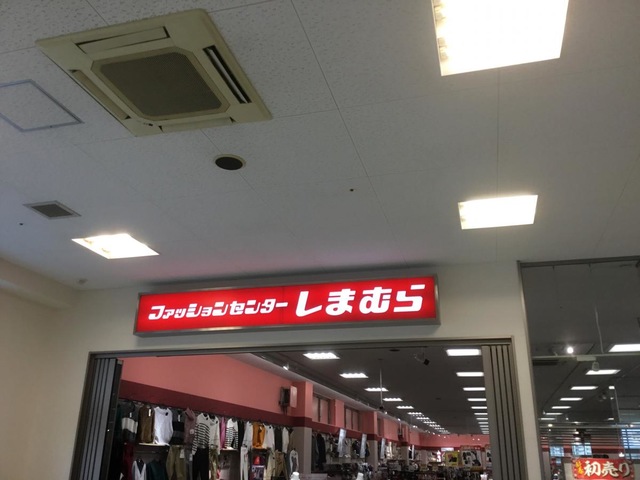 ファッションセンター しまむら
初売り